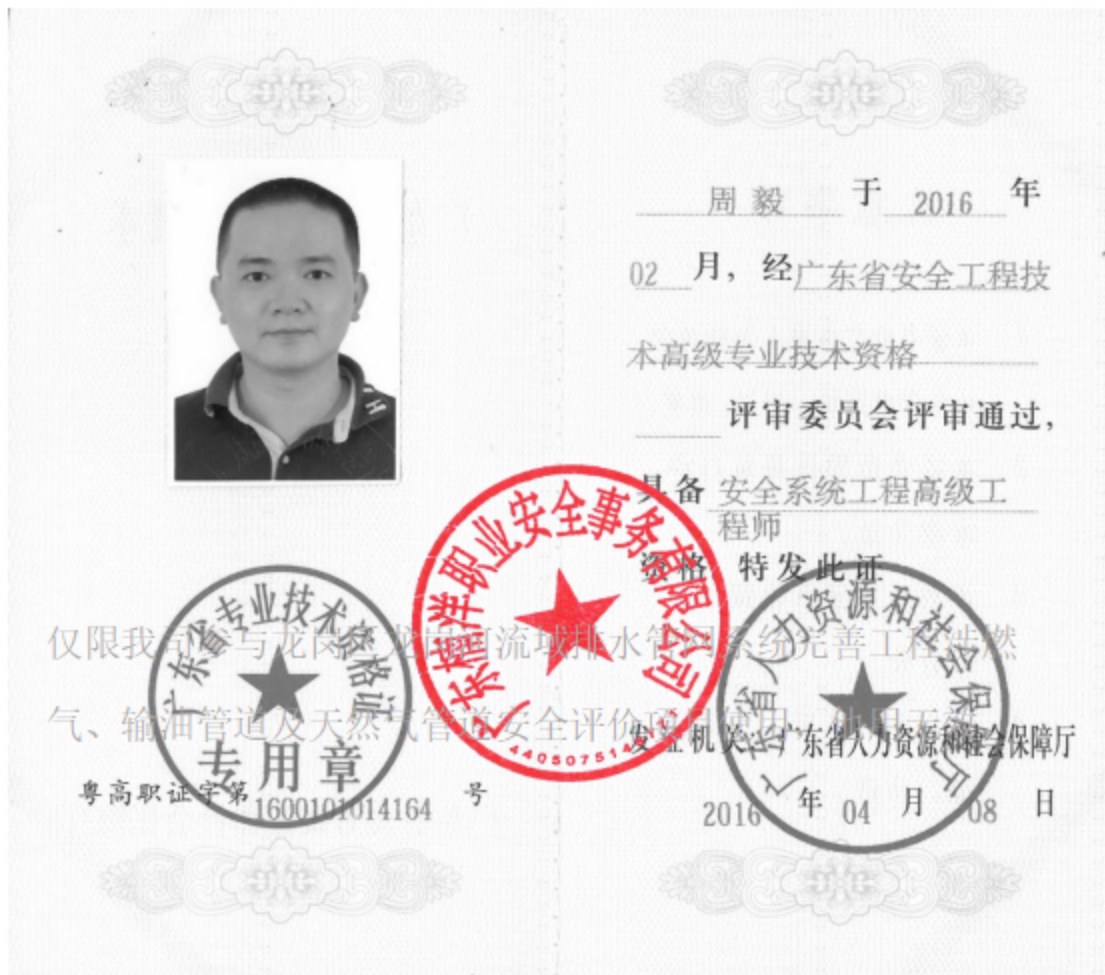 周 毅 于 2016 年
02 月，经广东省安全工程技
术高级专业技术资格
评审委员会评审通过，
具备 安全系统工程高级工
程师
资格 特发此证
广东省专业技术资格证
专用章
广东楠洋职业安全事务有限公司
广东省人力资源和社会保障厅
仅限我司参与龙岗区龙岗河流域排水管网系统完善工程涉燃
气、输油管道及天然气管道安全评价项目使用，他用无效
发证机关：广东省人力资源和社会保障厅
粤高职证字第 1600101014164 号
2016 年 04 月 08 日